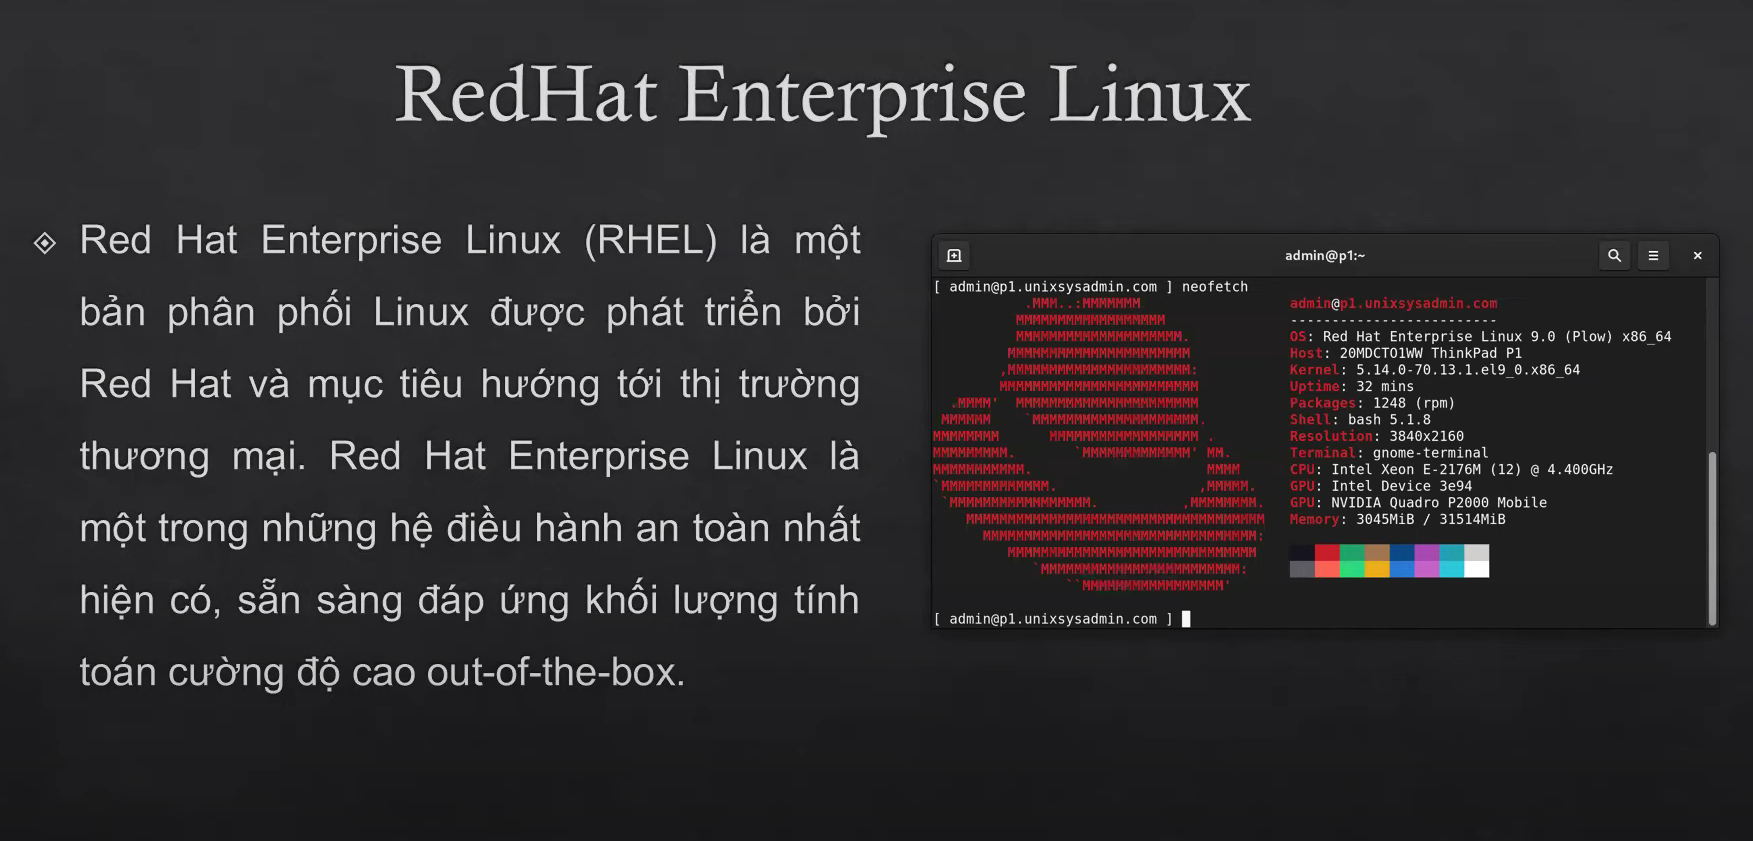 RedHat Enterprise Linux
Red Hat Enterprise Linux (RHEL) là một
bản phân phối Linux được phát triển bởi
Red Hat và mục tiêu hướng tới thị trường
thương mại. Red Hat Enterprise Linux là
một trong những hệ điều hành an toàn nhất
hiện có, sẵn sàng đáp ứng khối lượng tính
toán cường độ cao out-of-the-box.
admin@p1:~
[ admin@p1.unixsysadmin.com ] neofetch
admin@p1.unixsysadmin.com
-------------------------
OS: Red Hat Enterprise Linux 9.0 (Plow) x86_64
Host: 20MDCTO1WW ThinkPad P1
Kernel: 5.14.0-70.13.1.el9_0.x86_64
Uptime: 32 mins
Packages: 1248 (rpm)
Shell: bash 5.1.8
Resolution: 3840x2160
Terminal: gnome-terminal
CPU: Intel Xeon E-2176M (12) @ 4.400GHz
GPU: Intel Device 3e94
GPU: NVIDIA Quadro P2000 Mobile
Memory: 3045MiB / 31514MiB
[ admin@p1.unixsysadmin.com ]